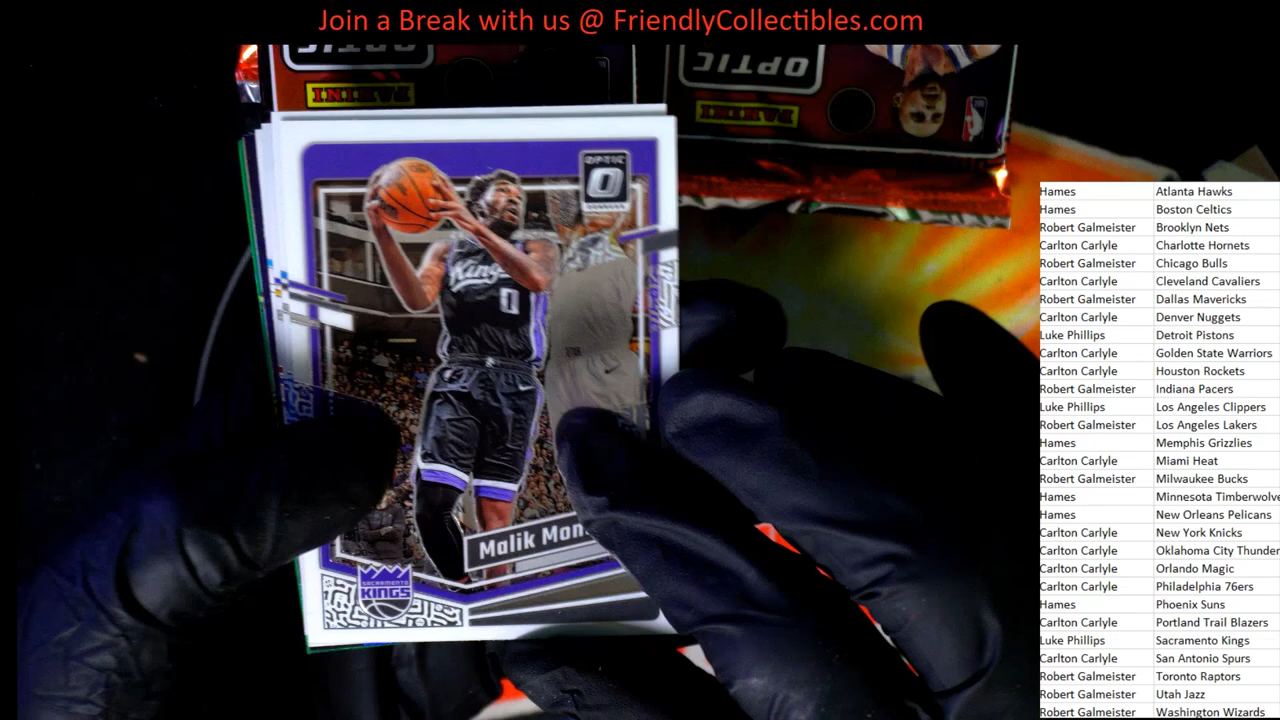 Join a Break with us @ FriendlyCollectibles.com
OPTIC
PANINI
OPTIC
PANINI
OPTIC
Kings
0
Malik Mon
SACRAMENTO
KINGS
Hames Atlanta Hawks
Hames Boston Celtics
Robert Galmeister Brooklyn Nets
Carlton Carlyle Charlotte Hornets
Robert Galmeister Chicago Bulls
Carlton Carlyle Cleveland Cavaliers
Robert Galmeister Dallas Mavericks
Carlton Carlyle Denver Nuggets
Luke Phillips Detroit Pistons
Carlton Carlyle Golden State Warriors
Carlton Carlyle Houston Rockets
Robert Galmeister Indiana Pacers
Luke Phillips Los Angeles Clippers
Robert Galmeister Los Angeles Lakers
Hames Memphis Grizzlies
Carlton Carlyle Miami Heat
Robert Galmeister Milwaukee Bucks
Hames Minnesota Timberwolve
Hames New Orleans Pelicans
Carlton Carlyle New York Knicks
Carlton Carlyle Oklahoma City Thunder
Carlton Carlyle Orlando Magic
Carlton Carlyle Philadelphia 76ers
Hames Phoenix Suns
Carlton Carlyle Portland Trail Blazers
Luke Phillips Sacramento Kings
Carlton Carlyle San Antonio Spurs
Robert Galmeister Toronto Raptors
Robert Galmeister Utah Jazz
Robert Galmeister Washington Wizards